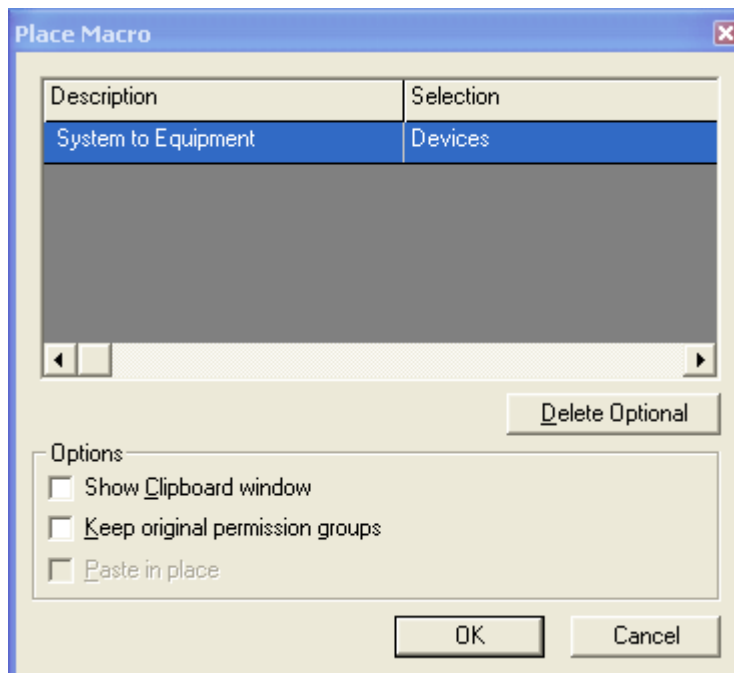 Place Macro
Description Selection
System to Equipment Devices
Delete Optional
Options
Show Clipboard window
Keep original permission groups
Paste in place
OK Cancel